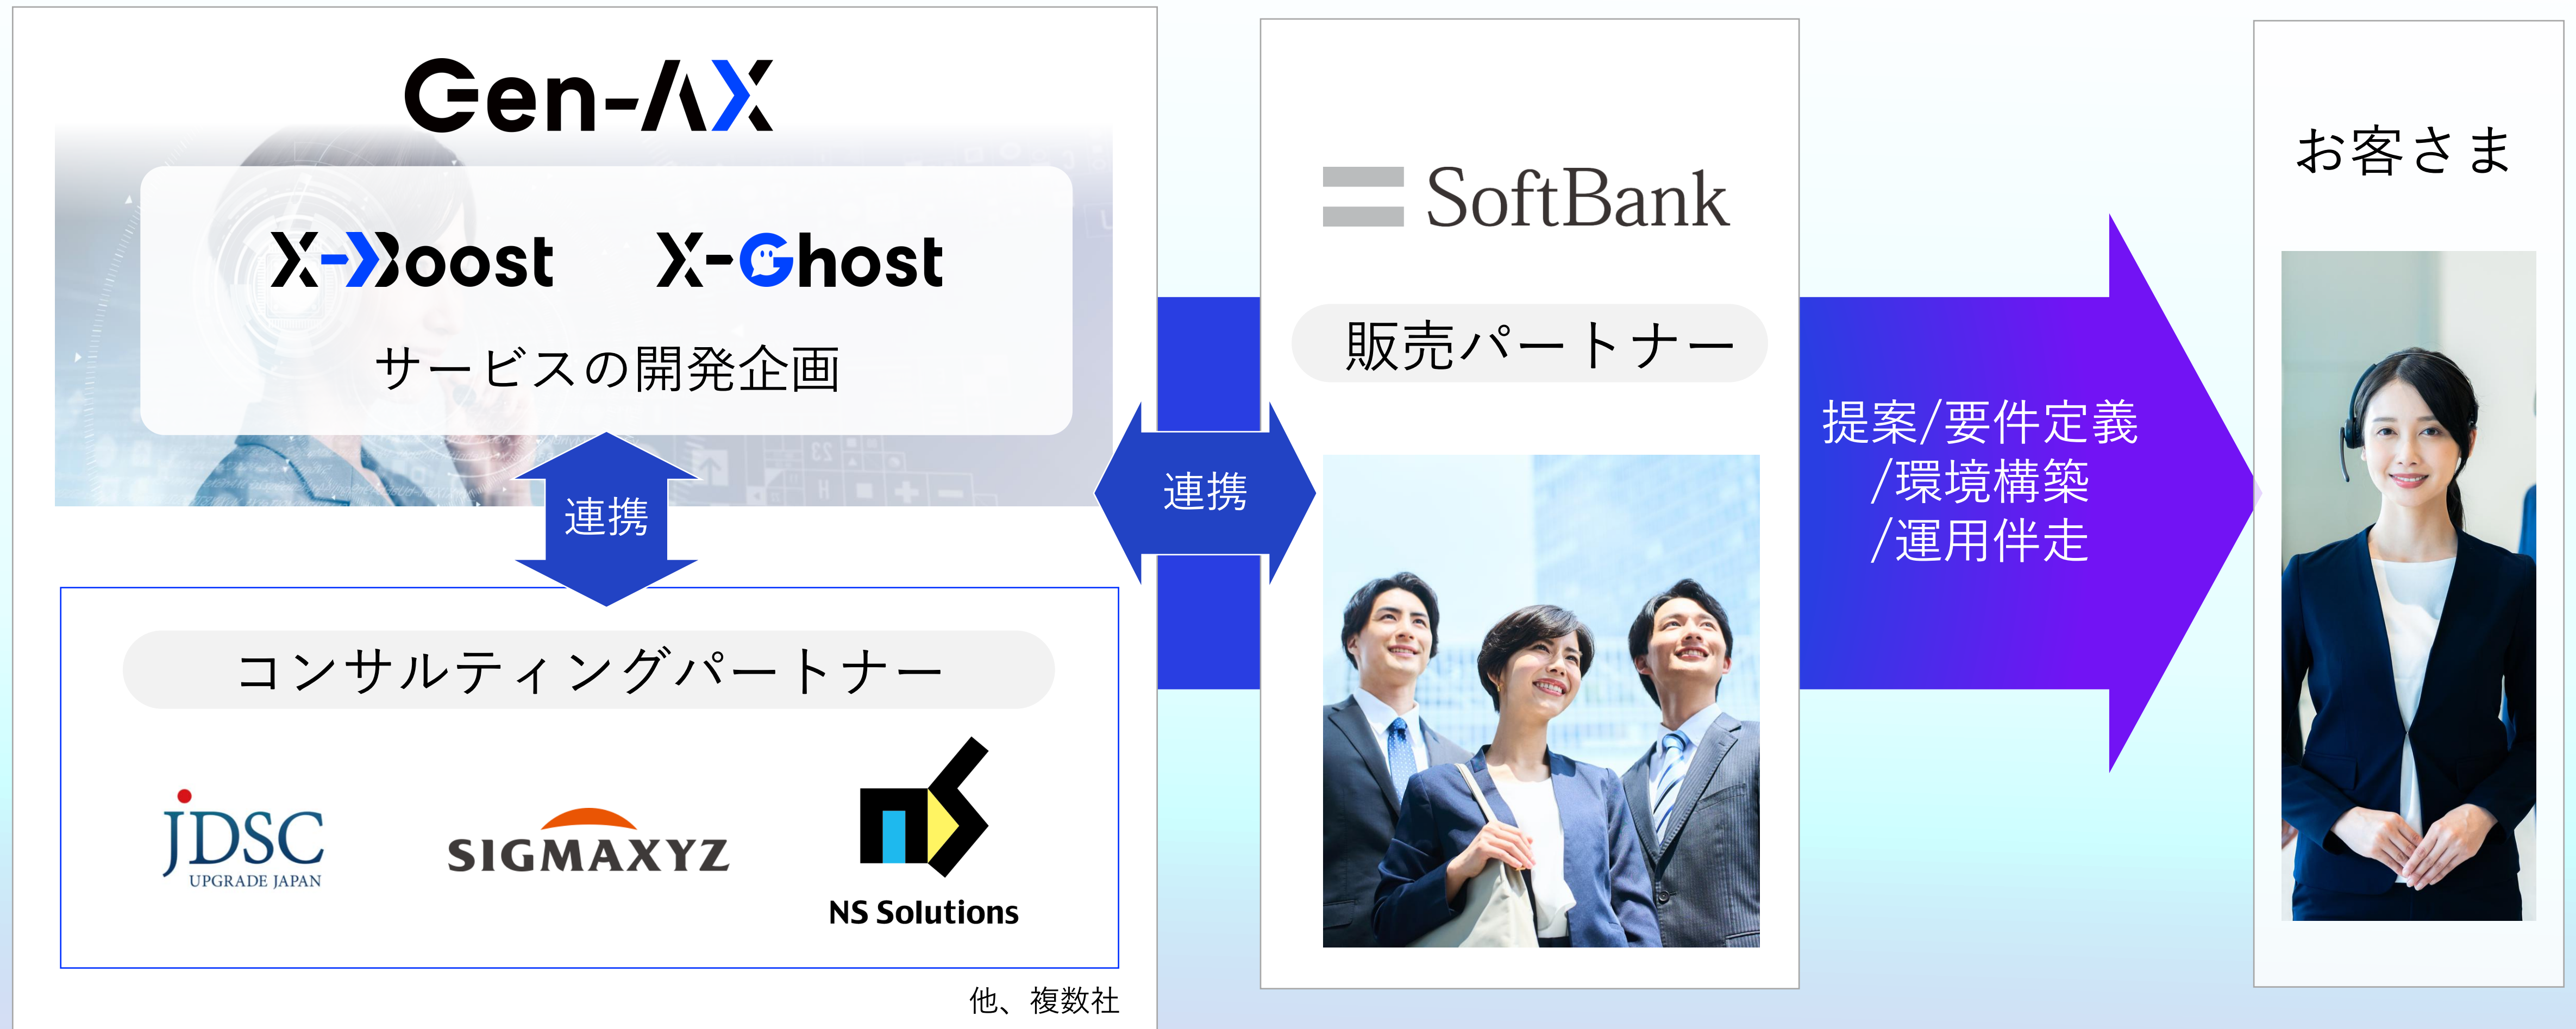 Gen-AX
X-Boost
X-Ghost
サービスの開発企画
連携
コンサルティングパートナー
JDSC
UPGRADE JAPAN
SIGMAXYZ
NS Solutions
他、複数社
連携
SoftBank
販売パートナー
提案/要件定義
/環境構築
/運用伴走
お客さま